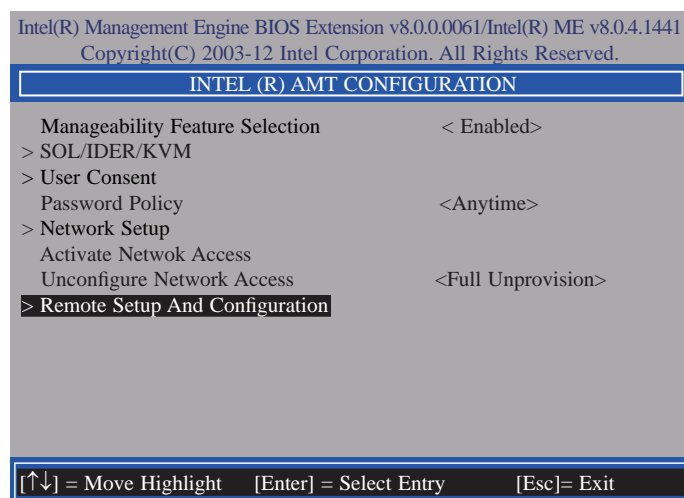 Intel(R) Management Engine BIOS Extension v8.0.0.0061/Intel(R) ME v8.0.4.1441
Copyright(C) 2003-12 Intel Corporation. All Rights Reserved.
INTEL (R) AMT CONFIGURATION
Manageability Feature Selection < Enabled>
> SOL/IDER/KVM
> User Consent
Password Policy <Anytime>
> Network Setup
Activate Netwok Access
Unconfigure Network Access <Full Unprovision>
> Remote Setup And Configuration
[↑↓] = Move Highlight [Enter] = Select Entry [Esc]= Exit